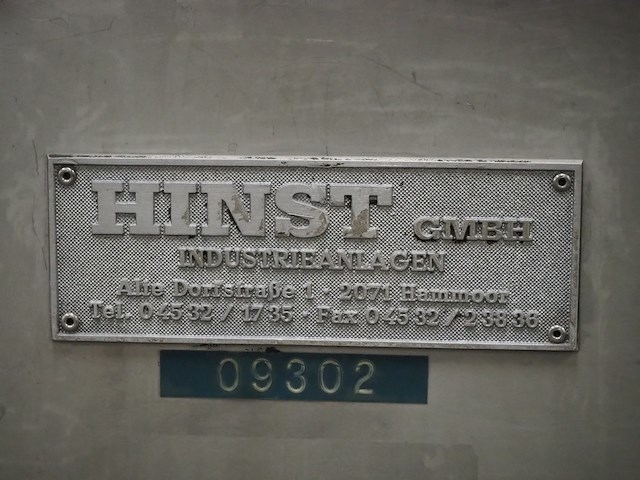 HINST GMBH
INDUSTRIEANLAGEN
Alte Dorfstraße 1 · 2071 Hammoor
Tel. 0 45 32 / 17 35 · Fax 0 45 32 / 2 38 36
09302